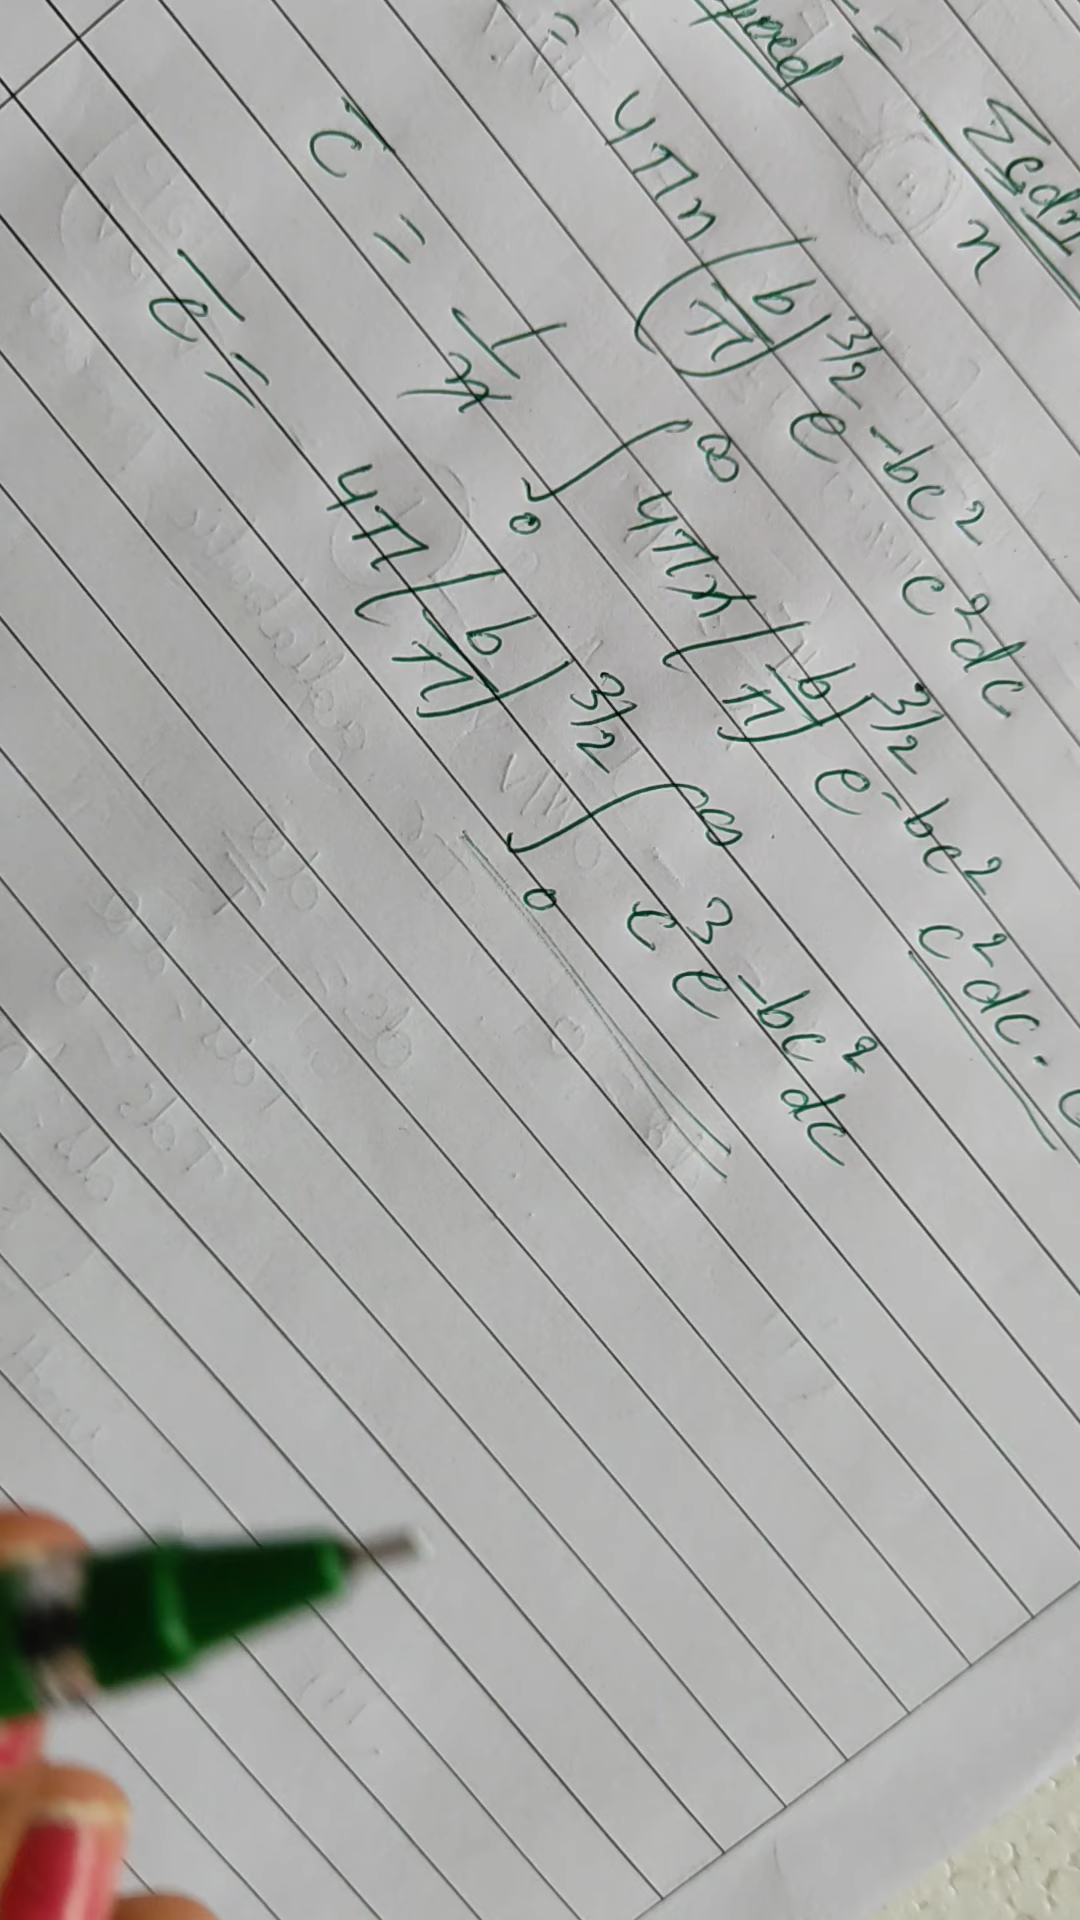 = Σcdn/n
speed
= 4πn (b/π)^3/2 e^-bc² c²dc
c̄ = 1/n ∫₀^∞ 4πn (b/π)^3/2 e^-bc² c²dc · c
c̄ = 4π (b/π)^3/2 ∫₀^∞ c³ e^-bc² dc